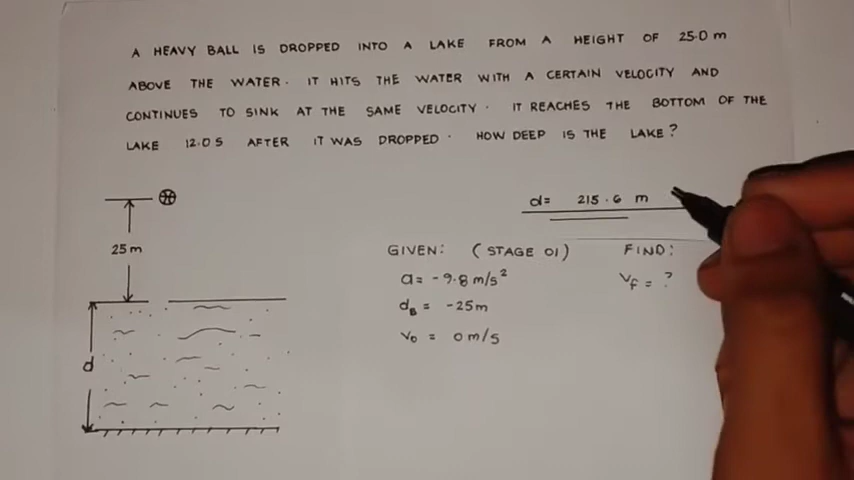 A HEAVY BALL IS DROPPED INTO A LAKE FROM A HEIGHT OF 25.0 m
ABOVE THE WATER. IT HITS THE WATER WITH A CERTAIN VELOCITY AND
CONTINUES TO SINK AT THE SAME VELOCITY. IT REACHES THE BOTTOM OF THE
LAKE 12.0 S AFTER IT WAS DROPPED. HOW DEEP IS THE LAKE?
d= 215.6 m
25m
GIVEN: (STAGE 01) FIND:
a= -9.8 m/s² Vf = ?
dB = -25m
Vo = 0 m/s
d